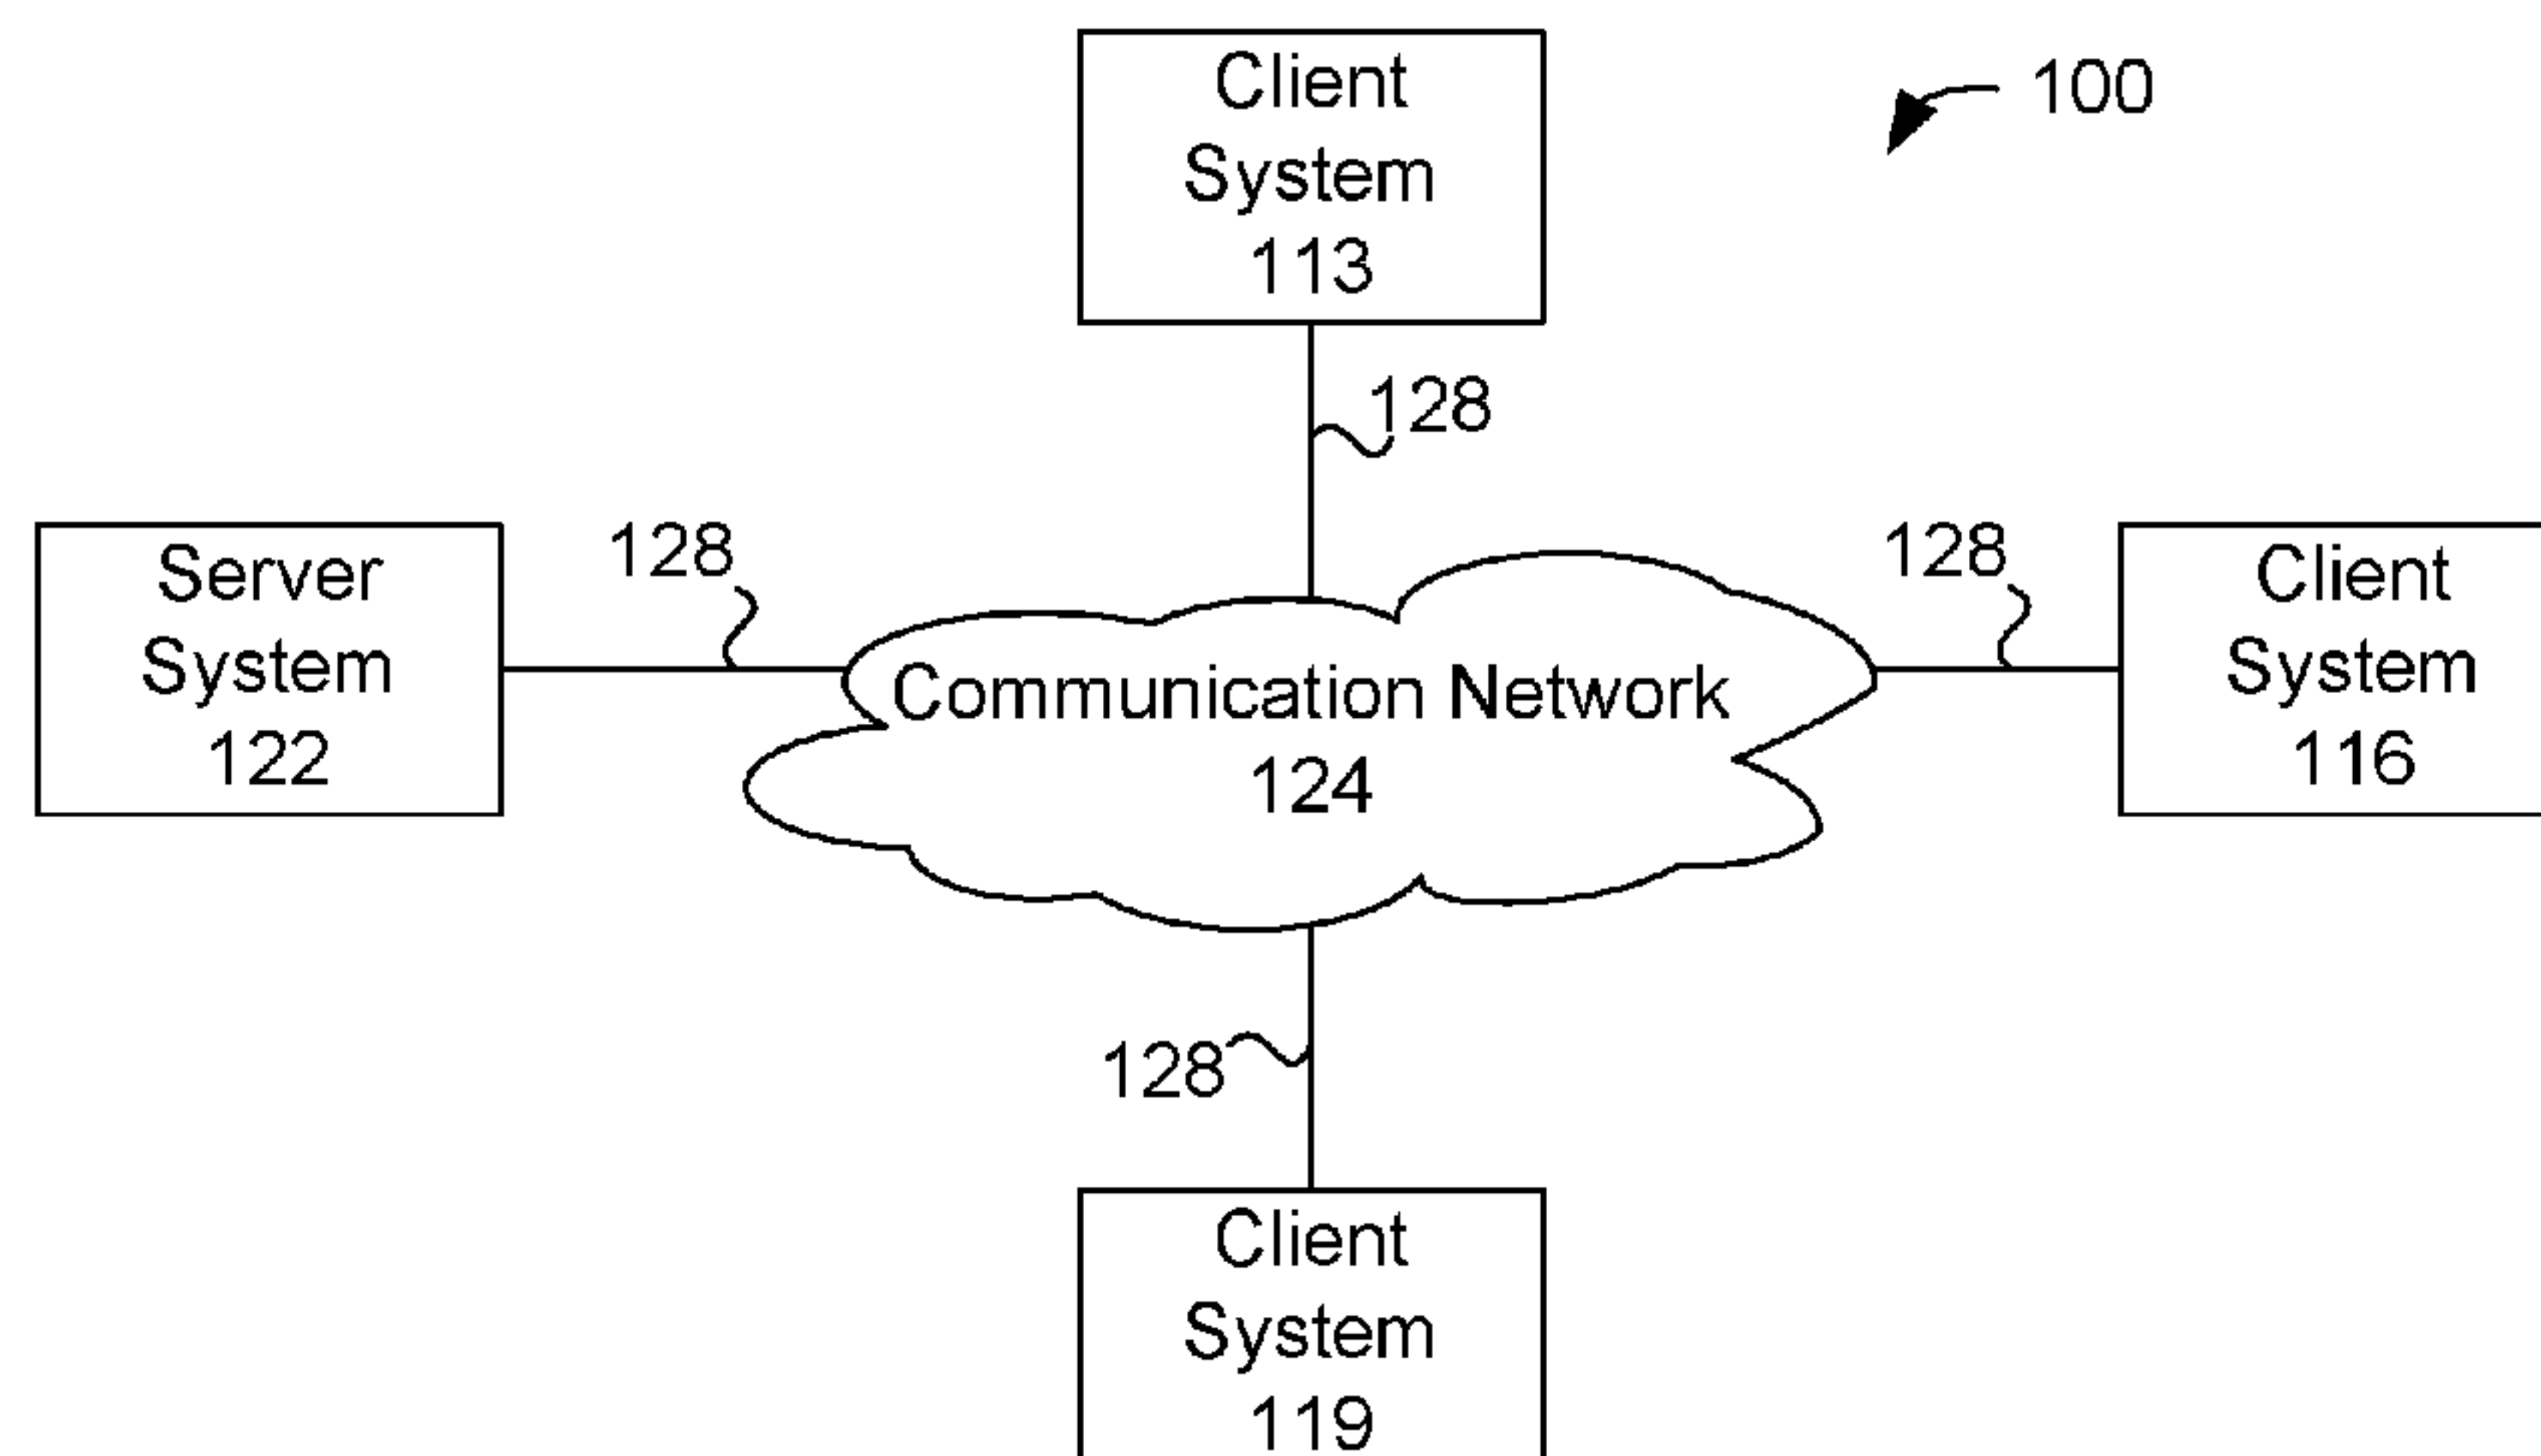 Client
System
113
100
128
Server
System
122
128
128
Client
System
116
Communication Network
124
128
Client
System
119